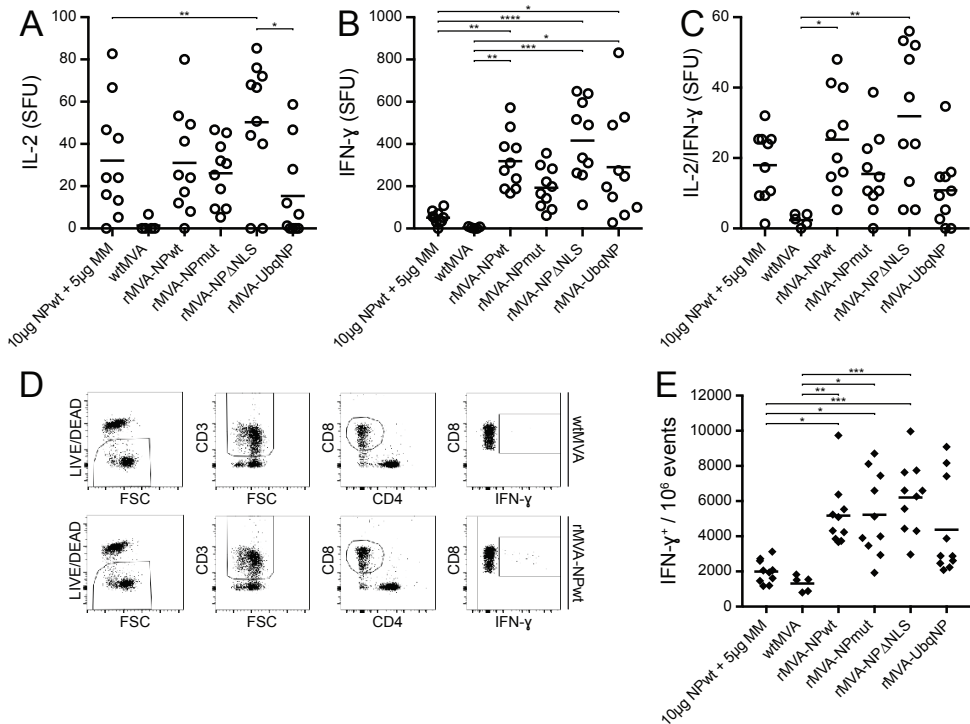 A
**
*
IL-2 (SFU)
100
80
60
40
20
0
10µg NPwt + 5µg MM
wtMVA
rMVA-NPwt
rMVA-NPmut
rMVA-NPΔNLS
rMVA-UbqNP
B
*
****
**
*
***
**
IFN-γ (SFU)
1000
800
600
400
200
0
10µg NPwt + 5µg MM
wtMVA
rMVA-NPwt
rMVA-NPmut
rMVA-NPΔNLS
rMVA-UbqNP
C
**
*
IL-2/IFN-γ (SFU)
60
40
20
0
10µg NPwt + 5µg MM
wtMVA
rMVA-NPwt
rMVA-NPmut
rMVA-NPΔNLS
rMVA-UbqNP
D
LIVE/DEAD
FSC
CD3
FSC
CD8
CD4
CD8
IFN-γ
wtMVA
LIVE/DEAD
FSC
CD3
FSC
CD8
CD4
CD8
IFN-γ
rMVA-NPwt
E
***
*
**
***
*
*
IFN-γ⁺ / 10⁶ events
12000
10000
8000
6000
4000
2000
0
10µg NPwt + 5µg MM
wtMVA
rMVA-NPwt
rMVA-NPmut
rMVA-NPΔNLS
rMVA-UbqNP